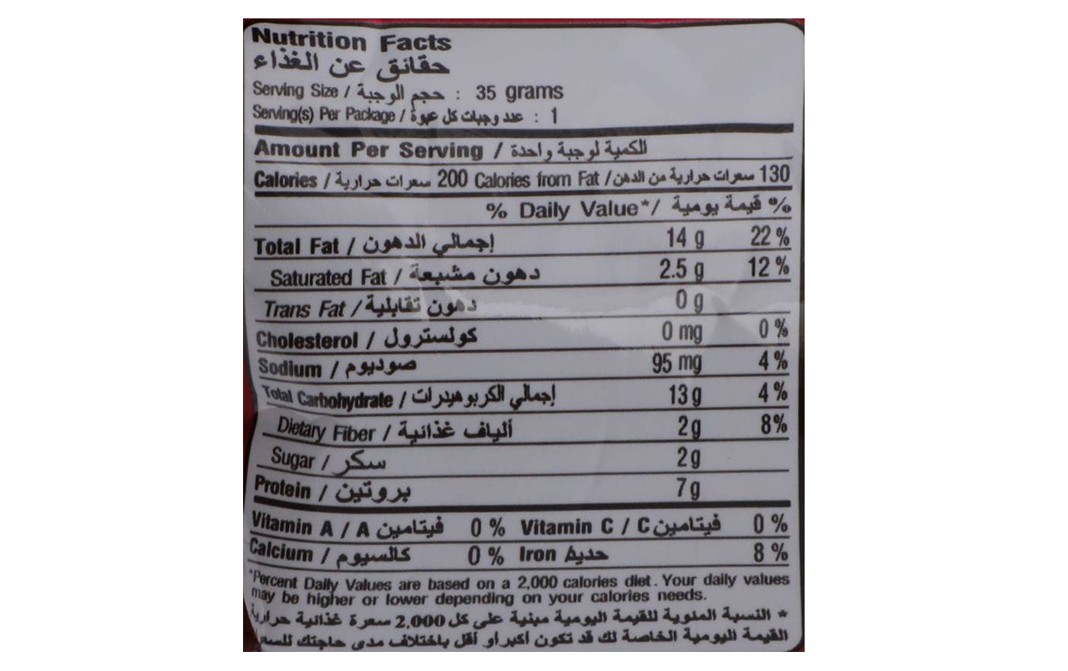 Nutrition Facts
حقائق عن الغذاء
Serving Size / حجم الوجبة : 35 grams
Serving(s) Per Package / عدد وجبات كل عبوة : 1
Amount Per Serving / الكمية لوجبة واحدة
Calories / سعرات حرارية 200 Calories from Fat / سعرات حرارية من الدهن 130
% Daily Value* / قيمة يومية %
Total Fat / إجمالي الدهون 14 g 22 %
Saturated Fat / دهون مشبعة 2.5 g 12 %
Trans Fat / دهون تقابلية 0 g
Cholesterol / كولسترول 0 mg 0 %
Sodium / صوديوم 95 mg 4 %
Total Carbohydrate / إجمالي الكربوهيدرات 13 g 4 %
Dietary Fiber / ألياف غذائية 2 g 8%
Sugar / سكر 2 g
Protein / بروتين 7 g
Vitamin A / A فيتامين 0 % Vitamin C / C فيتامين 0 %
Calcium / كالسيوم 0 % Iron حديد 8 %
*Percent Daily Values are based on a 2,000 calories diet. Your daily values
may be higher or lower depending on your calories needs.
* النسبة المئوية للقيمة اليومية مبنية على كل 2,000 سعرة غذائية حرارية
القيمة اليومية الخاصة لك قد تكون أكبر أو أقل باختلاف مدى حاجتك